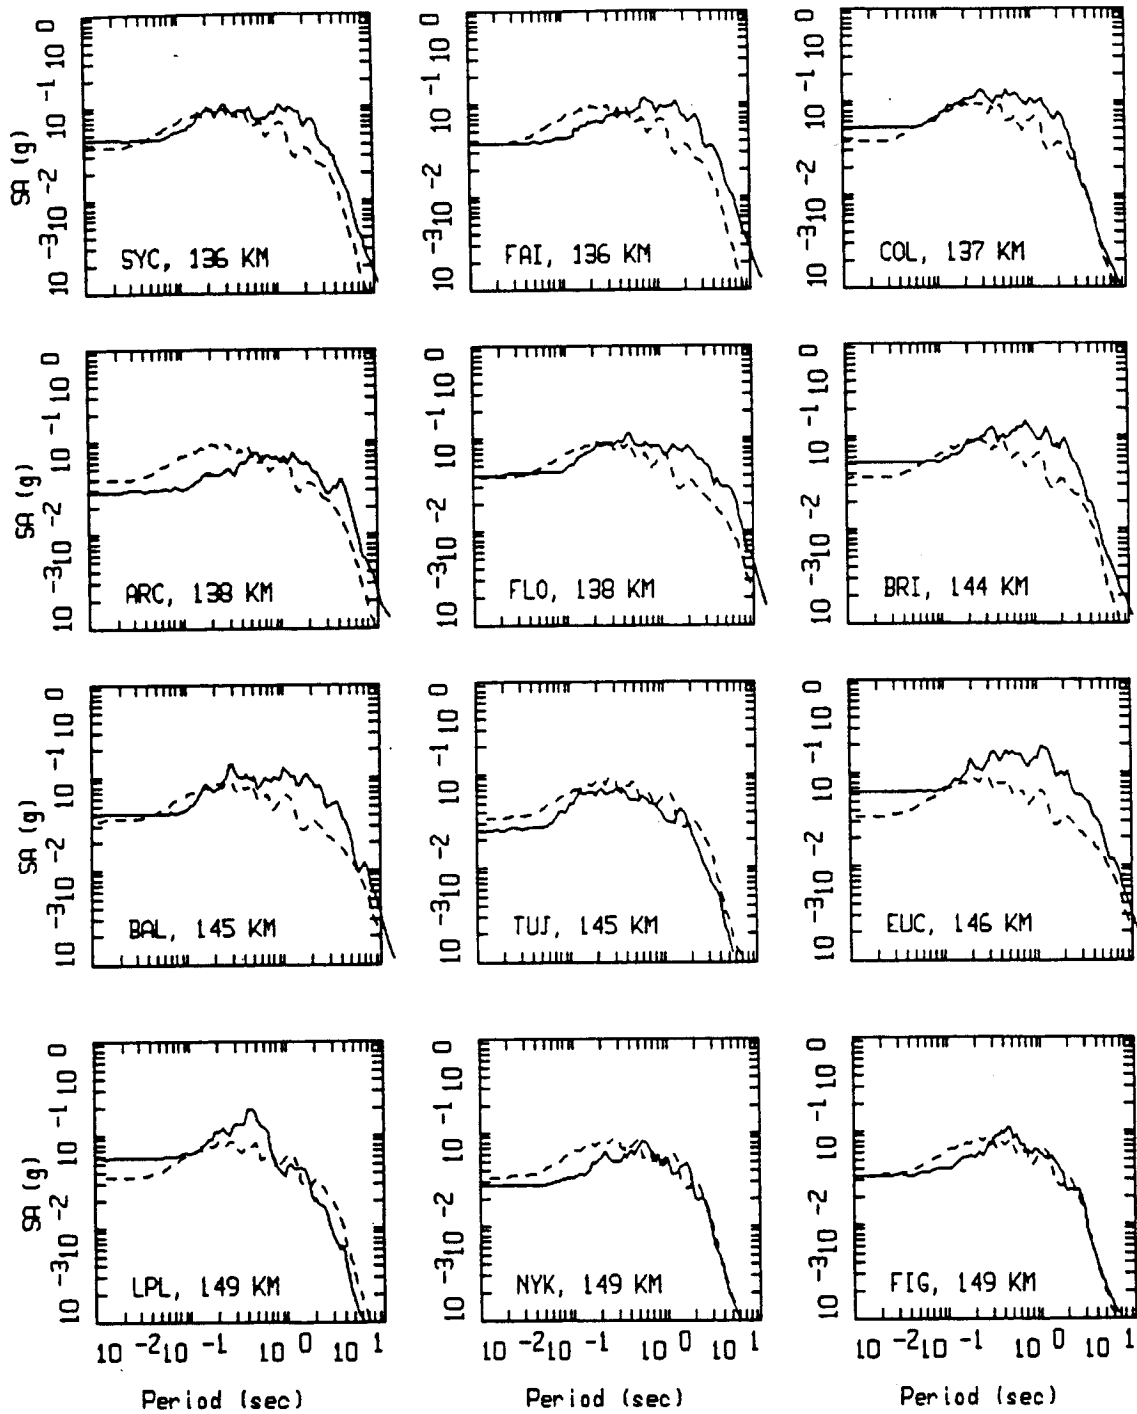 SA (g)
10 -3 10 -2 10 -1 10 0
SYC, 136 KM
10 -3 10 -2 10 -1 10 0
FAI, 136 KM
10 -3 10 -2 10 -1 10 0
COL, 137 KM
SA (g)
10 -3 10 -2 10 -1 10 0
ARC, 138 KM
10 -3 10 -2 10 -1 10 0
FLO, 138 KM
10 -3 10 -2 10 -1 10 0
BRI, 144 KM
SA (g)
10 -3 10 -2 10 -1 10 0
BAL, 145 KM
10 -3 10 -2 10 -1 10 0
TUJ, 145 KM
10 -3 10 -2 10 -1 10 0
EUC, 146 KM
SA (g)
10 -3 10 -2 10 -1 10 0
LPL, 149 KM
10 -3 10 -2 10 -1 10 0
NYK, 149 KM
10 -3 10 -2 10 -1 10 0
FIG, 149 KM
10 -2 10 -1 10 0 10 1
10 -2 10 -1 10 0 10 1
10 -2 10 -1 10 0 10 1
Period (sec)
Period (sec)
Period (sec)